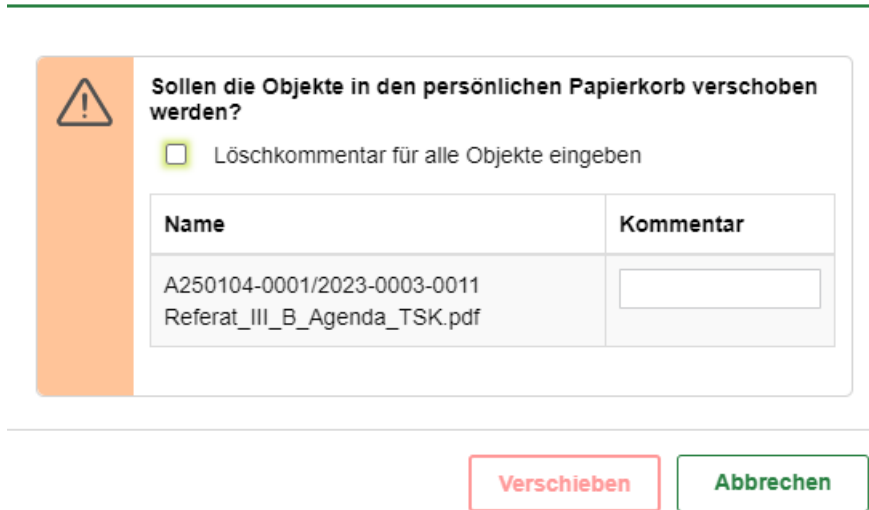 Sollen die Objekte in den persönlichen Papierkorb verschoben
werden?
Löschkommentar für alle Objekte eingeben
Name Kommentar
A250104-0001/2023-0003-0011
Referat_III_B_Agenda_TSK.pdf
Verschieben Abbrechen